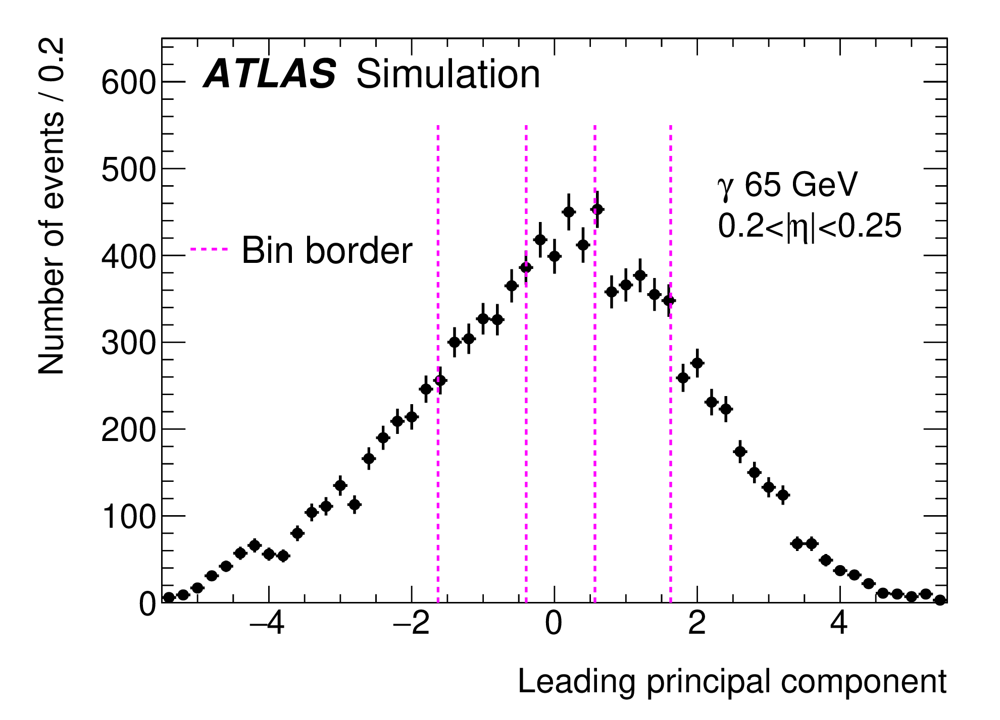 Number of events / 0.2
600
500
400
300
200
100
0
ATLAS Simulation
γ 65 GeV
0.2<|η|<0.25
Bin border
−4 −2 0 2 4
Leading principal component